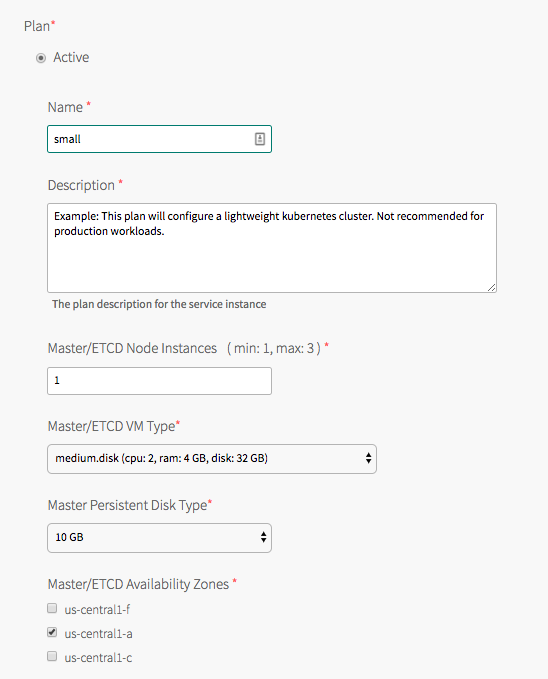 Plan*
Active
Name *
small
Description *
Example: This plan will configure a lightweight kubernetes cluster. Not recommended for
production workloads.
The plan description for the service instance
Master/ETCD Node Instances ( min: 1, max: 3 ) *
1
Master/ETCD VM Type*
medium.disk (cpu: 2, ram: 4 GB, disk: 32 GB)
Master Persistent Disk Type*
10 GB
Master/ETCD Availability Zones *
us-central1-f
us-central1-a
us-central1-c